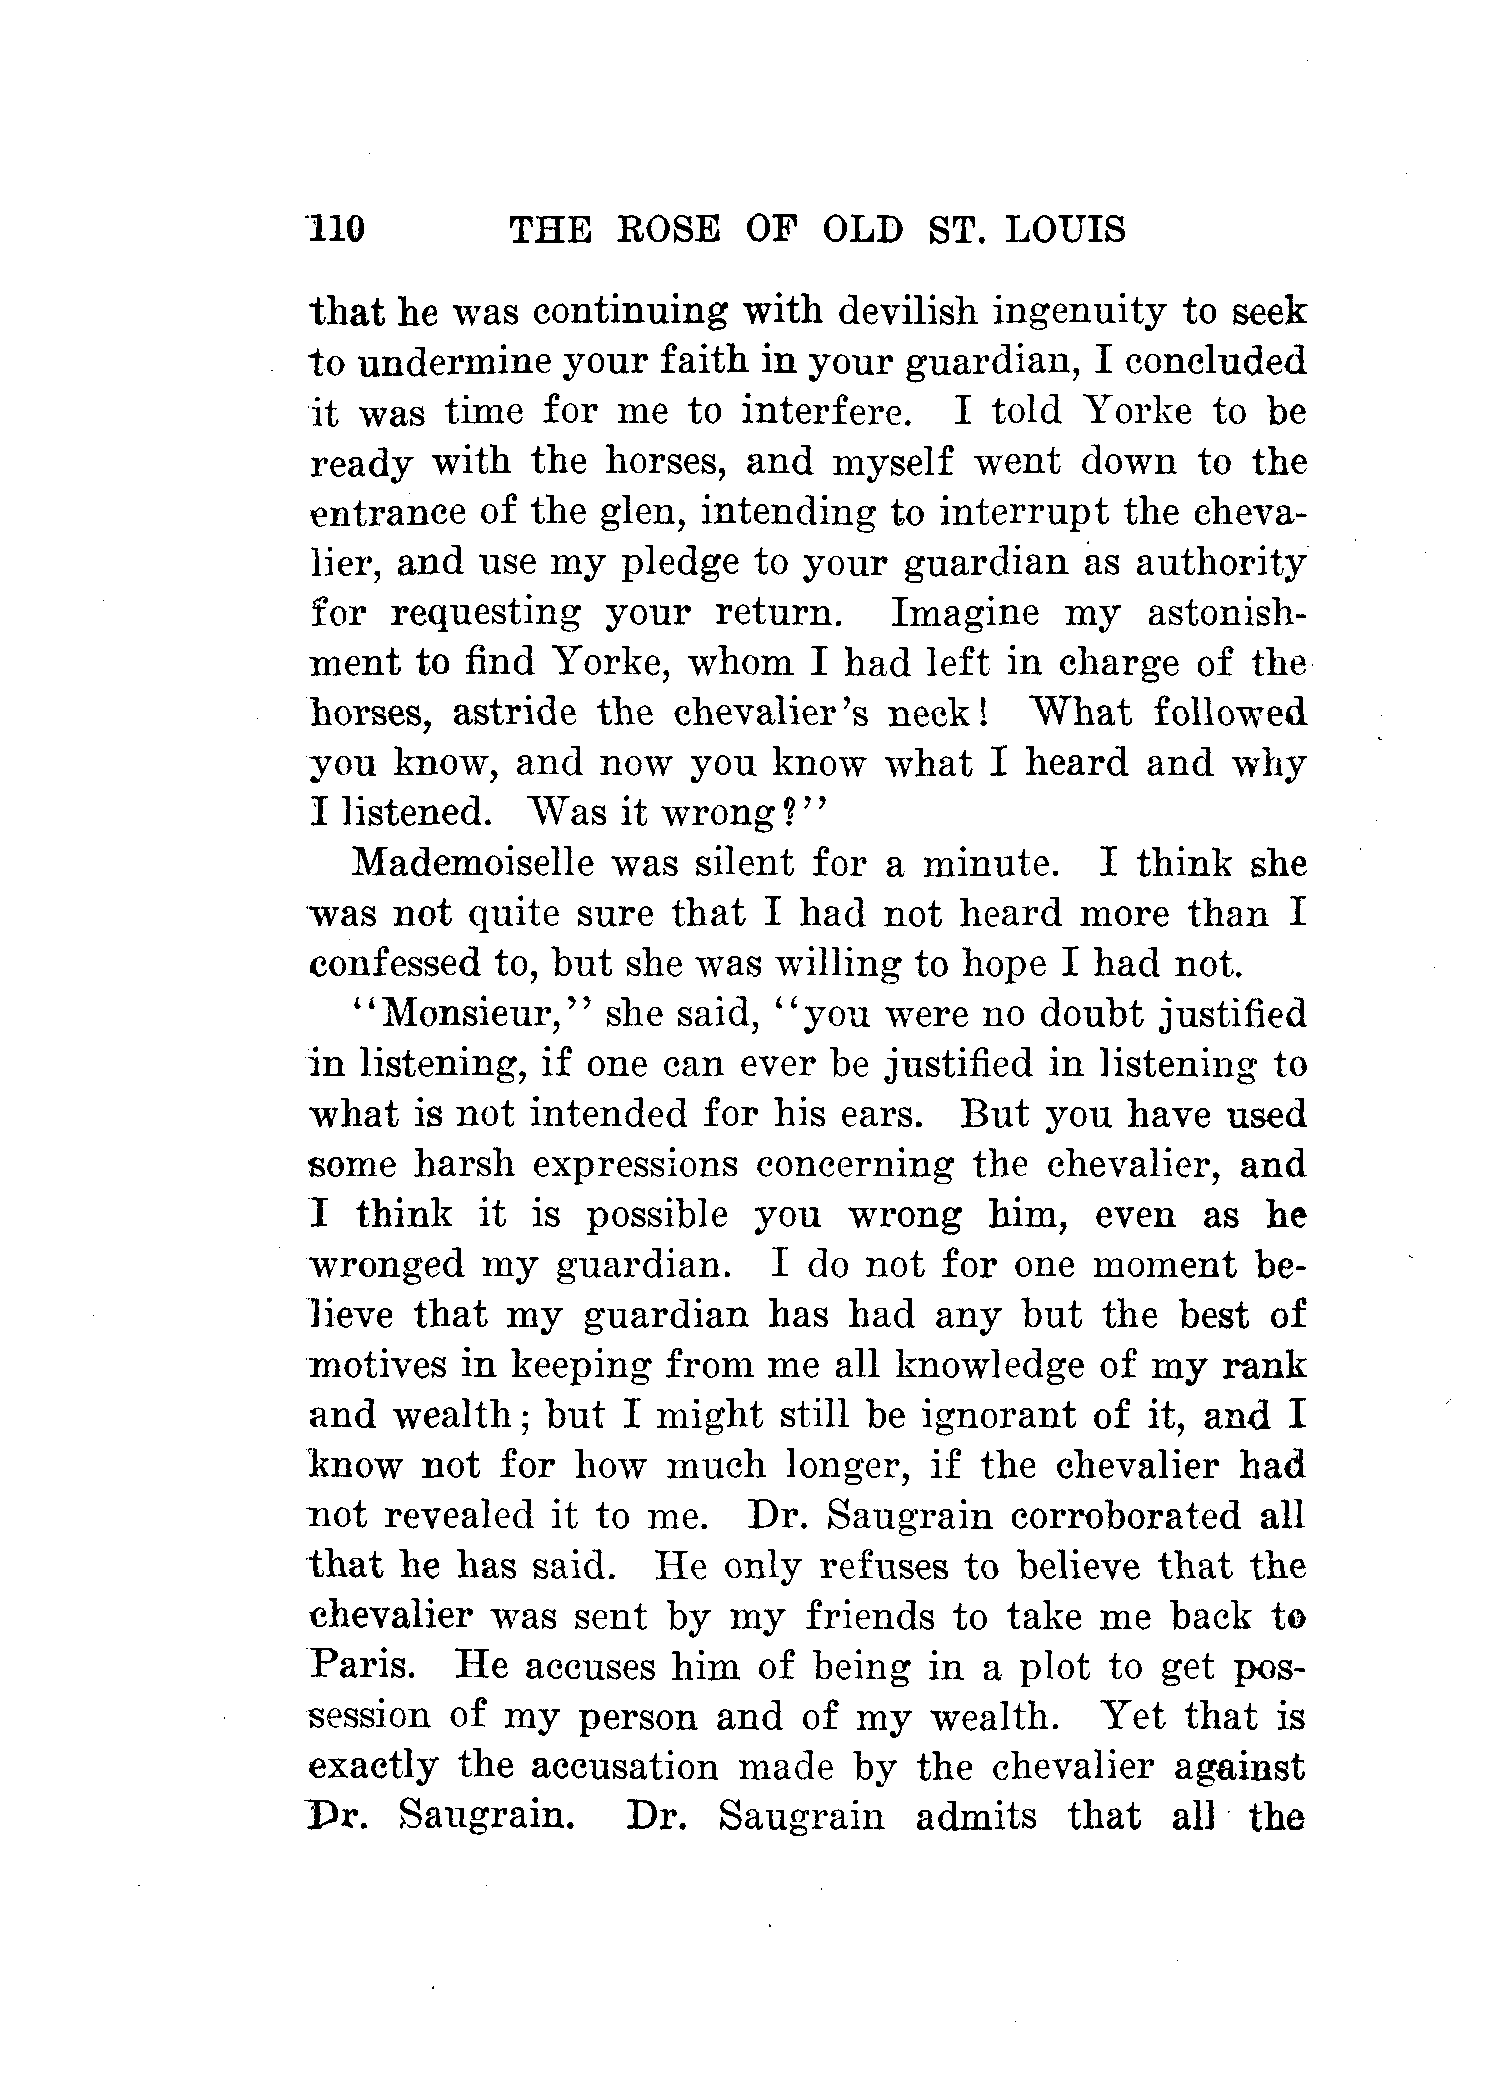 110 THE ROSE OF OLD ST. LOUIS
that he was continuing with devilish ingenuity to seek
to undermine your faith in your guardian, I concluded
it was time for me to interfere. I told Yorke to be
ready with the horses, and myself went down to the
entrance of the glen, intending to interrupt the cheva-
lier, and use my pledge to your guardian as authority
for requesting your return. Imagine my astonish-
ment to find Yorke, whom I had left in charge of the
horses, astride the chevalier's neck! What followed
you know, and now you know what I heard and why
I listened. Was it wrong?''
Mademoiselle was silent for a minute. I think she
was not quite sure that I had not heard more than I
confessed to, but she was willing to hope I had not.
``Monsieur,'' she said, ``you were no doubt justified
in listening, if one can ever be justified in listening to
what is not intended for his ears. But you have used
some harsh expressions concerning the chevalier, and
I think it is possible you wrong him, even as he
wronged my guardian. I do not for one moment be-
lieve that my guardian has had any but the best of
motives in keeping from me all knowledge of my rank
and wealth; but I might still be ignorant of it, and I
know not for how much longer, if the chevalier had
not revealed it to me. Dr. Saugrain corroborated all
that he has said. He only refuses to believe that the
chevalier was sent by my friends to take me back to
Paris. He accuses him of being in a plot to get pos-
session of my person and of my wealth. Yet that is
exactly the accusation made by the chevalier against
Dr. Saugrain. Dr. Saugrain admits that all the